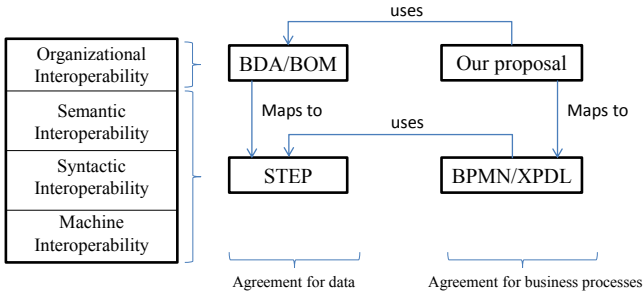 uses
Organizational
Interoperability
BDA/BOM
Our proposal
Semantic
Interoperability
Maps to
Maps to
uses
Syntactic
Interoperability
STEP
BPMN/XPDL
Machine
Interoperability
Agreement for data
Agreement for business processes